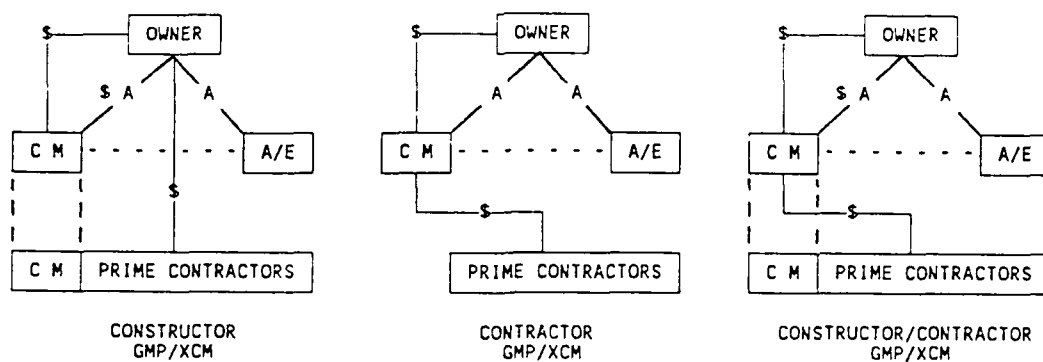 $ OWNER
$ A A
C M A/E
$
C M PRIME CONTRACTORS
CONSTRUCTOR
GMP/XCM
$ OWNER
A A
C M A/E
$
PRIME CONTRACTORS
CONTRACTOR
GMP/XCM
$ OWNER
$ A A
C M A/E
$
C M PRIME CONTRACTORS
CONSTRUCTOR/CONTRACTOR
GMP/XCM